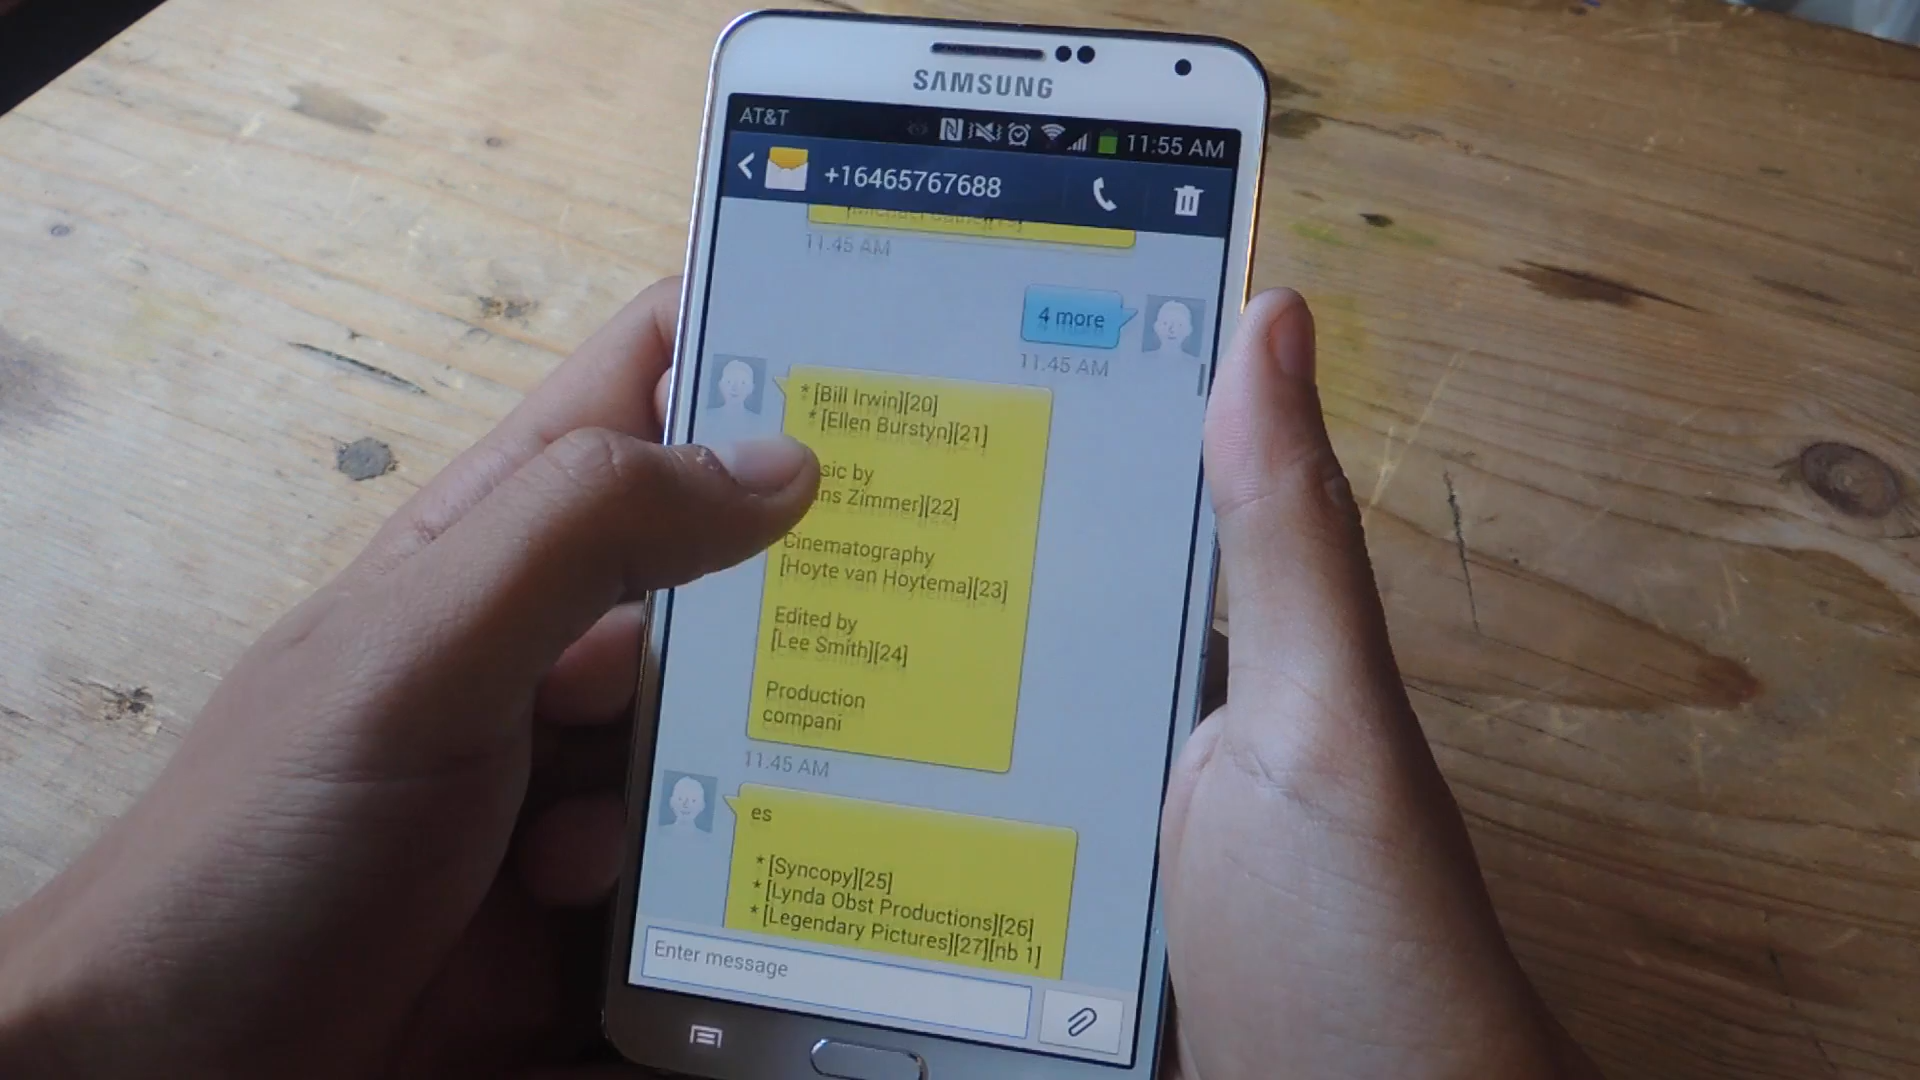 SAMSUNG
AT&T
11:55 AM
+16465767688
11.45 AM
4 more
11.45 AM
* [Bill Irwin][20]
* [Ellen Burstyn][21]
sic by
ns Zimmer][22]
Cinematography
[Hoyte van Hoytema][23]
Edited by
[Lee Smith][24]
Production
compani
11.45 AM
es
* [Syncopy][25]
* [Lynda Obst Productions][26]
* [Legendary Pictures][27][nb 1]
Enter message